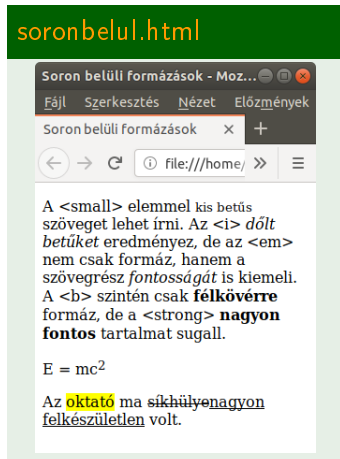 soronbelul.html
Soron belüli formázások - Moz...
Fájl Szerkesztés Nézet Előzmények
Soron belüli formázások × +
file:///home/
A <small> elemmel kis betűs
szöveget lehet írni. Az <i> dőlt
betűket eredményez, de az <em>
nem csak formáz, hanem a
szövegrész fontosságát is kiemeli.
A <b> szintén csak félkövérre
formáz, de a <strong> nagyon
fontos tartalmat sugall.
E = mc²
Az oktató ma síkhülyenagyon
felkészületlen volt.